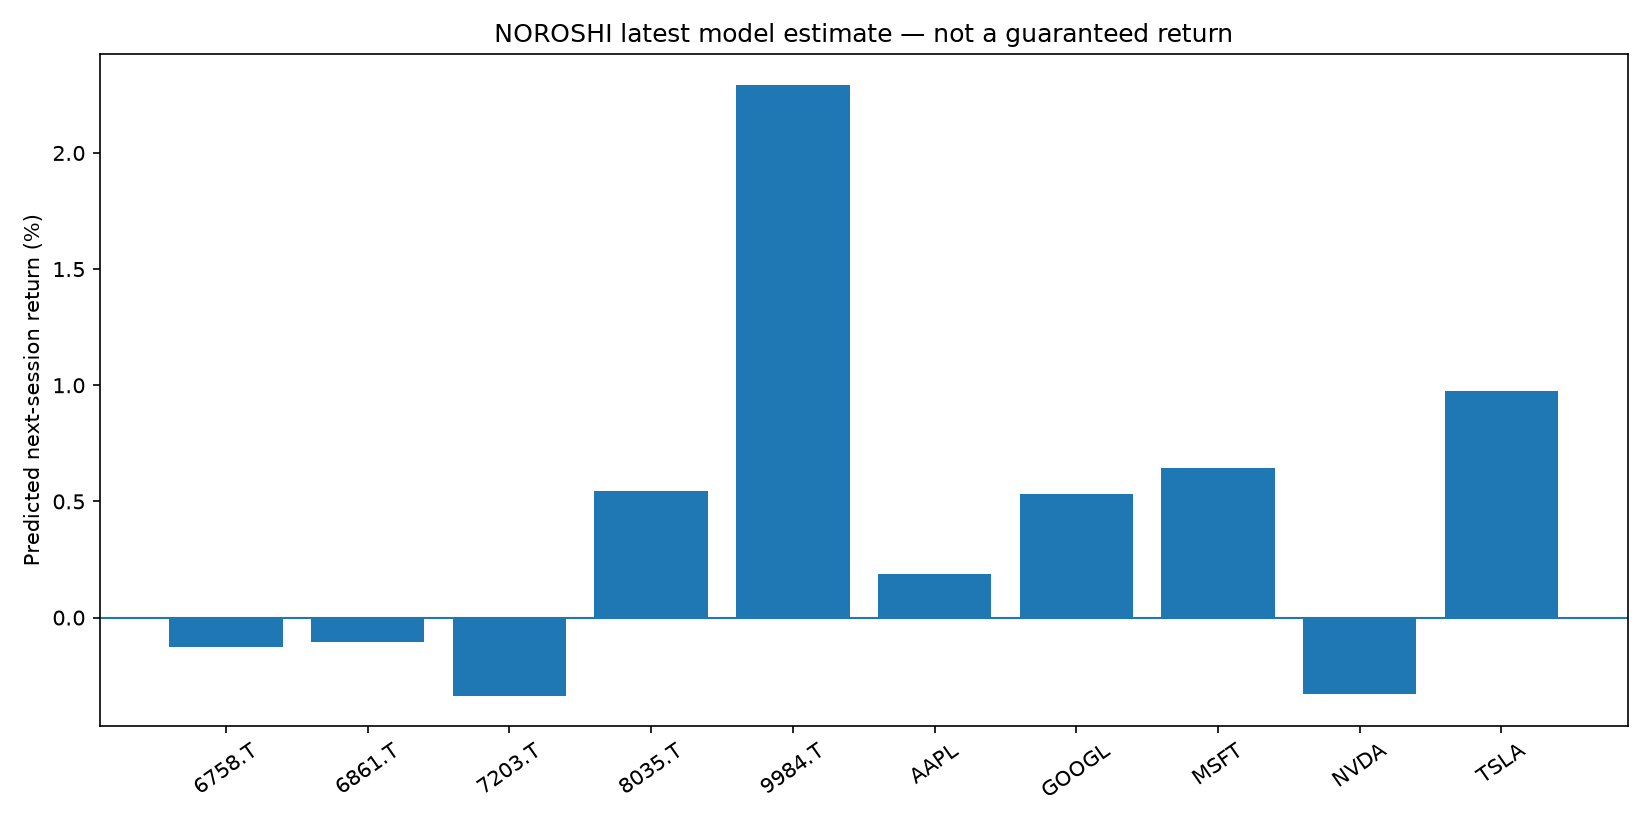 NOROSHI latest model estimate — not a guaranteed return
Predicted next-session return (%)
2.0
1.5
1.0
0.5
0.0
6758.T
6861.T
7203.T
8035.T
9984.T
AAPL
GOOGL
MSFT
NVDA
TSLA